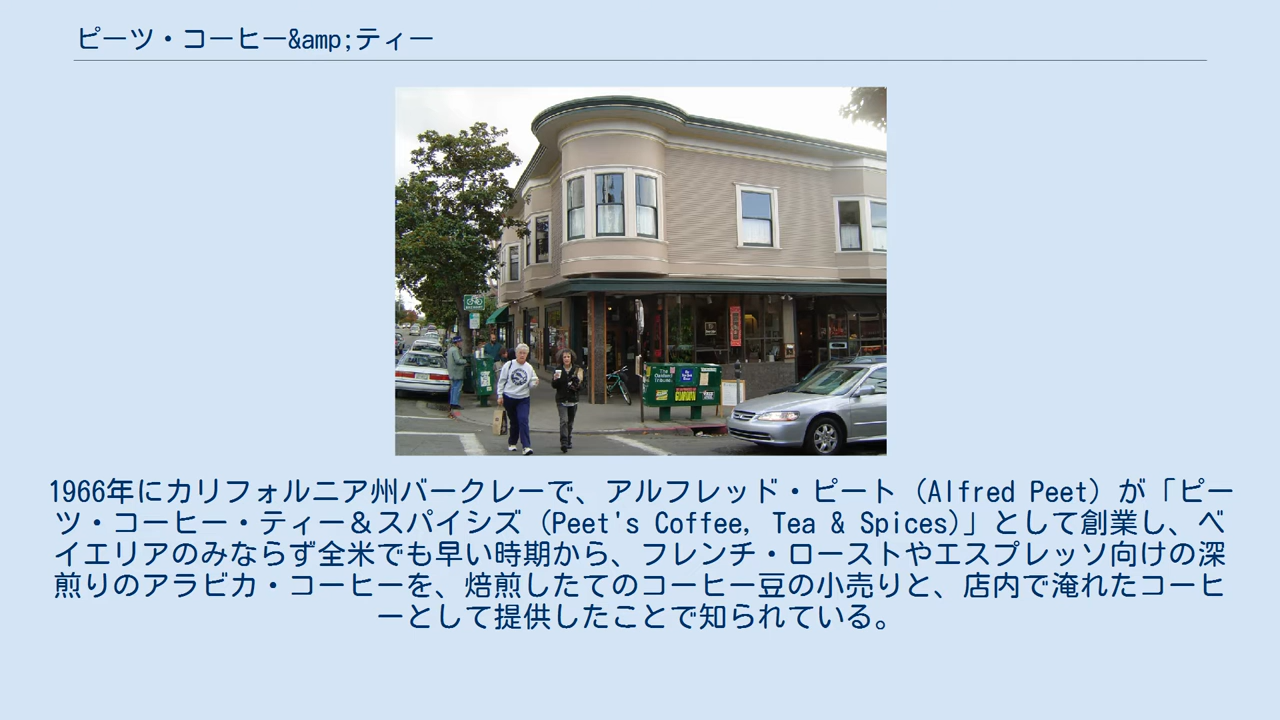 ピーツ・コーヒー&amp;ティー
1966年にカリフォルニア州バークレーで、アルフレッド・ピート（Alfred Peet）が「ピー
ツ・コーヒー・ティー＆スパイシズ（Peet's Coffee, Tea & Spices)」として創業し、ベ
イエリアのみならず全米でも早い時期から、フレンチ・ローストやエスプレッソ向けの深
煎りのアラビカ・コーヒーを、焙煎したてのコーヒー豆の小売りと、店内で淹れたコーヒ
ーとして提供したことで知られている。